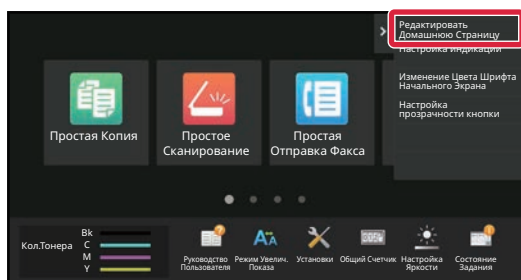 Редактировать
Домашнюю Страницу
Настройка индикации
Изменение Цвета Шрифта
Начального Экрана
Настройка
прозрачности кнопки
Простая Копия
Простое
Сканирование
Простая
Отправка Факса
Кол.Тонера
Bk
C
M
Y
Руководство
Пользователя
Режим Увелич.
Показа
Установки
Общий Счетчик
Настройка
Яркости
Состояние
Задания